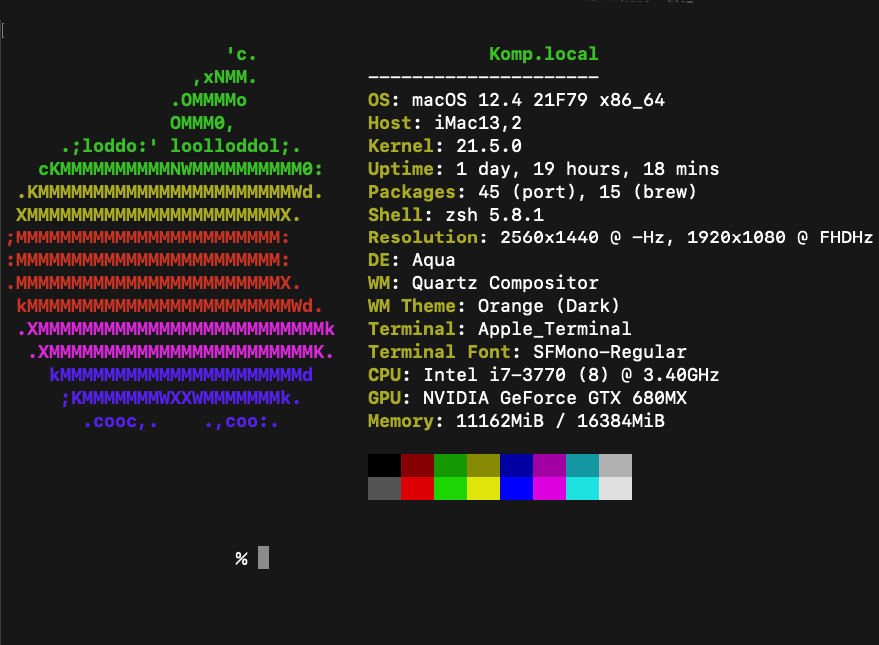 'c.
,xNMM.
.OMMMMo
OMMM0,
.;loddo:' loolloddol;.
cKMMMMMMMMMMNWMMMMMMMMMM0:
.KMMMMMMMMMMMMMMMMMMMMMMMWd.
XMMMMMMMMMMMMMMMMMMMMMMMX.
;MMMMMMMMMMMMMMMMMMMMMMMM:
:MMMMMMMMMMMMMMMMMMMMMMMM:
.MMMMMMMMMMMMMMMMMMMMMMMMX.
kMMMMMMMMMMMMMMMMMMMMMMMMWd.
.XMMMMMMMMMMMMMMMMMMMMMMMMMMk
.XMMMMMMMMMMMMMMMMMMMMMMMMK.
kMMMMMMMMMMMMMMMMMMMMMMd
;KMMMMMMMWXXWMMMMMMMk.
.cooc,.    .,coo:.
Komp.local
---------------------
OS: macOS 12.4 21F79 x86_64
Host: iMac13,2
Kernel: 21.5.0
Uptime: 1 day, 19 hours, 18 mins
Packages: 45 (port), 15 (brew)
Shell: zsh 5.8.1
Resolution: 2560x1440 @ -Hz, 1920x1080 @ FHDHz
DE: Aqua
WM: Quartz Compositor
WM Theme: Orange (Dark)
Terminal: Apple_Terminal
Terminal Font: SFMono-Regular
CPU: Intel i7-3770 (8) @ 3.40GHz
GPU: NVIDIA GeForce GTX 680MX
Memory: 11162MiB / 16384MiB
%